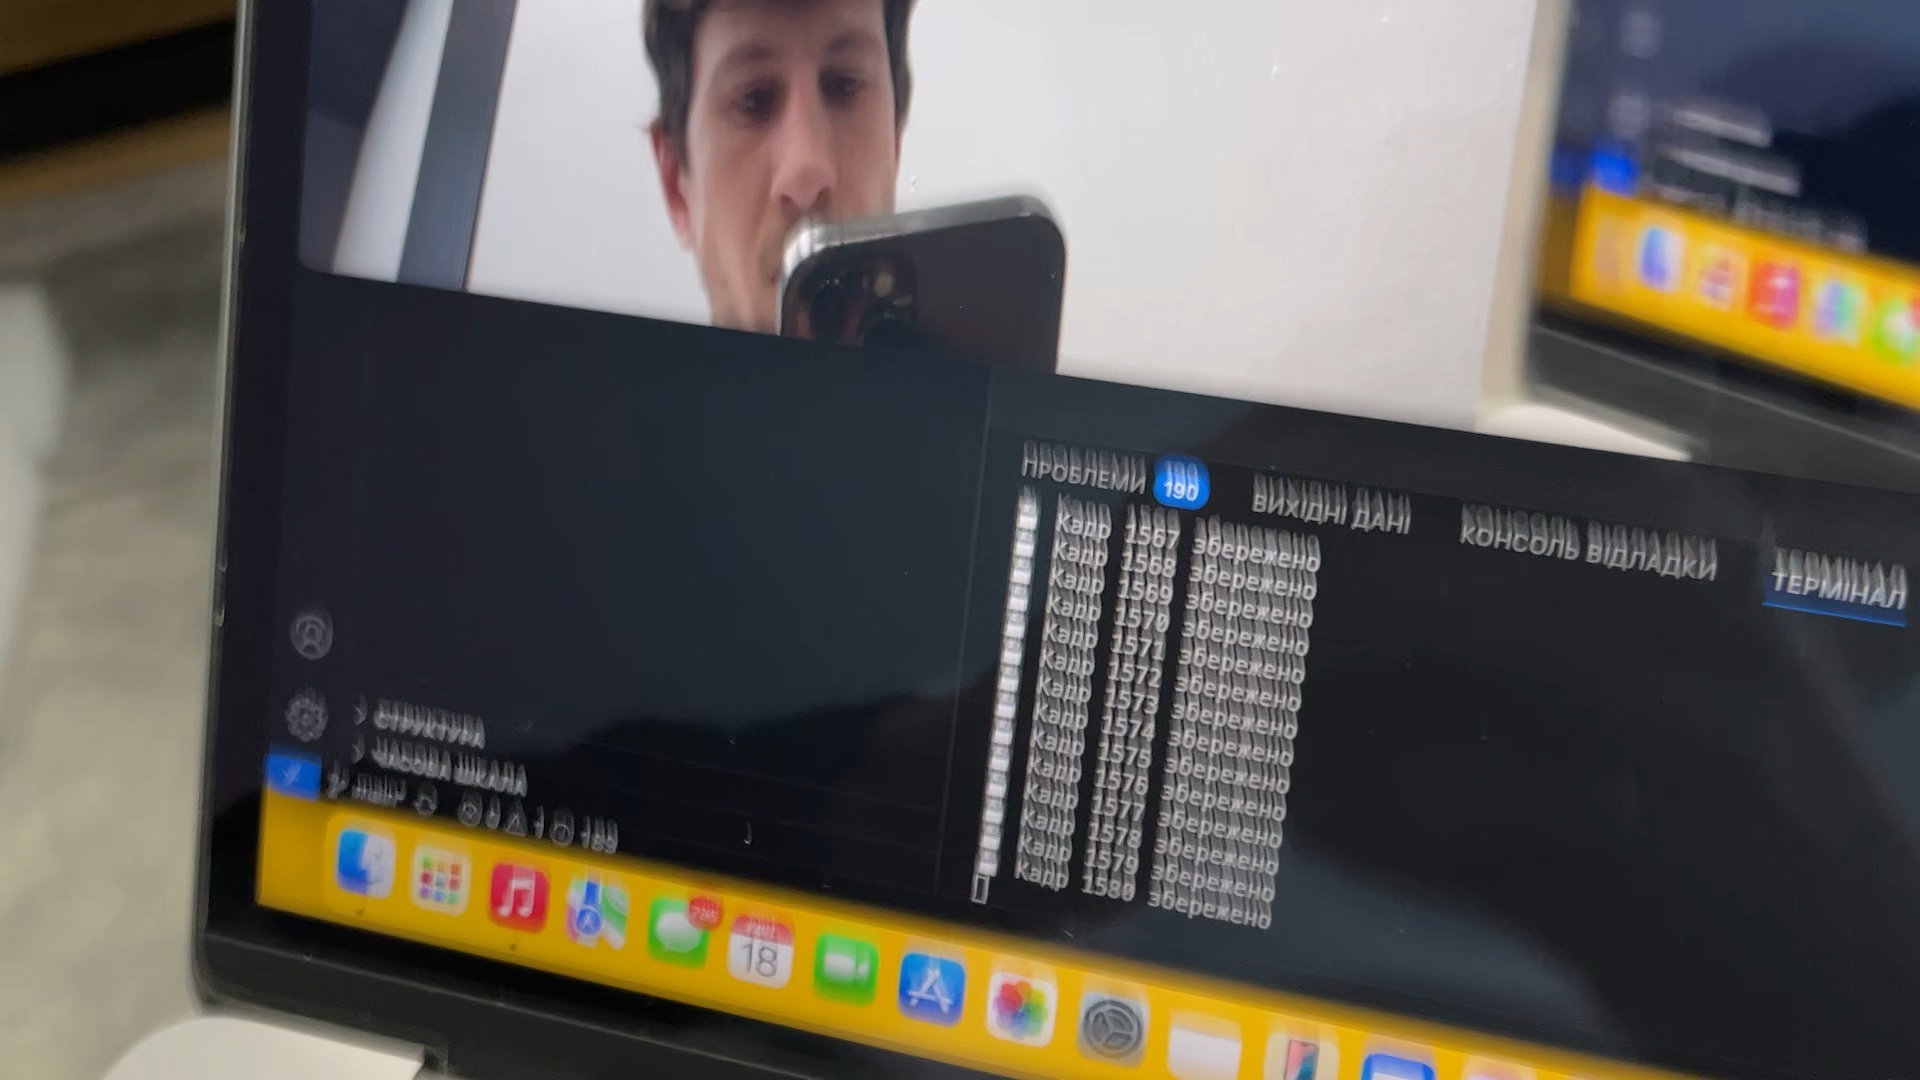 ПРОБЛЕМИ 190 ВИХІДНІ ДАНІ КОНСОЛЬ ВІДЛАДКИ ТЕРМІНАЛ
Кадр 1567 збережено
Кадр 1568 збережено
Кадр 1569 збережено
Кадр 1570 збережено
Кадр 1571 збережено
Кадр 1572 збережено
Кадр 1573 збережено
Кадр 1574 збережено
Кадр 1575 збережено
Кадр 1576 збережено
Кадр 1577 збережено
Кадр 1578 збережено
Кадр 1579 збережено
Кадр 1580 збережено
СТРУКТУРА
ЧАСОВА ШКАЛА
1 189
18